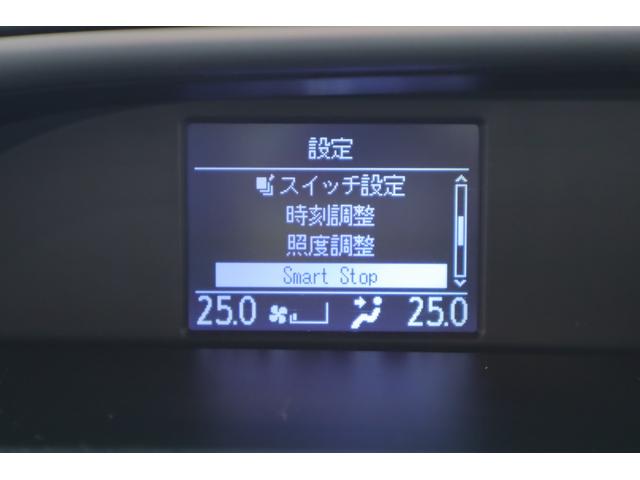 設定
スイッチ設定
時刻調整
照度調整
Smart Stop
25.0 25.0